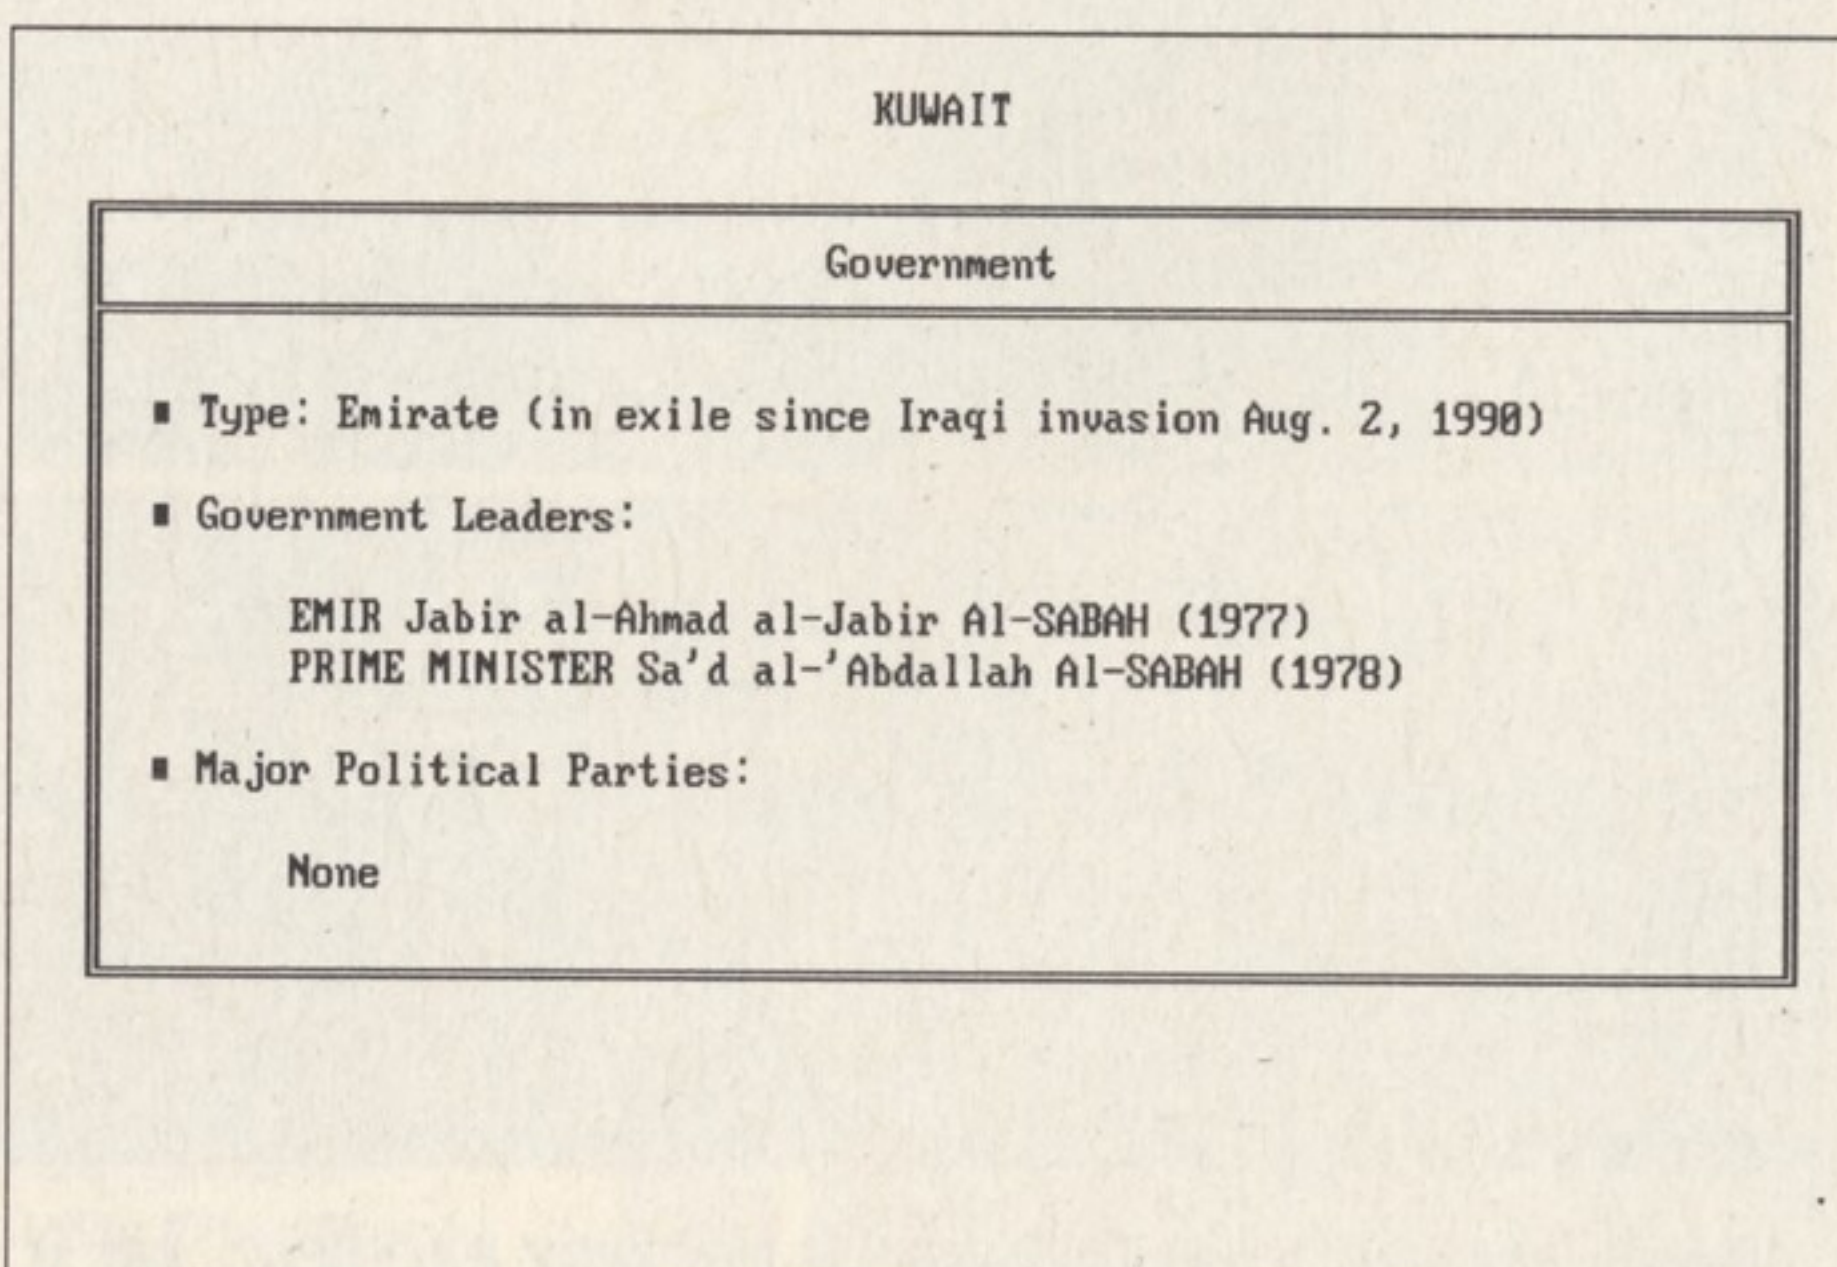 KUWAIT
Government
■ Type: Emirate (in exile since Iraqi invasion Aug. 2, 1990)
■ Government Leaders:
EMIR Jabir al-Ahmad al-Jabir Al-SABAH (1977)
PRIME MINISTER Sa'd al-'Abdallah Al-SABAH (1978)
■ Major Political Parties:
None